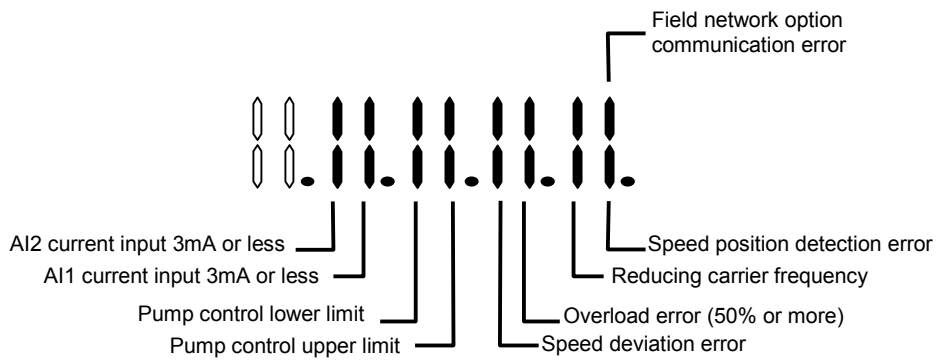 Field network option
communication error
AI2 current input 3mA or less
Speed position detection error
AI1 current input 3mA or less
Reducing carrier frequency
Pump control lower limit
Overload error (50% or more)
Pump control upper limit
Speed deviation error